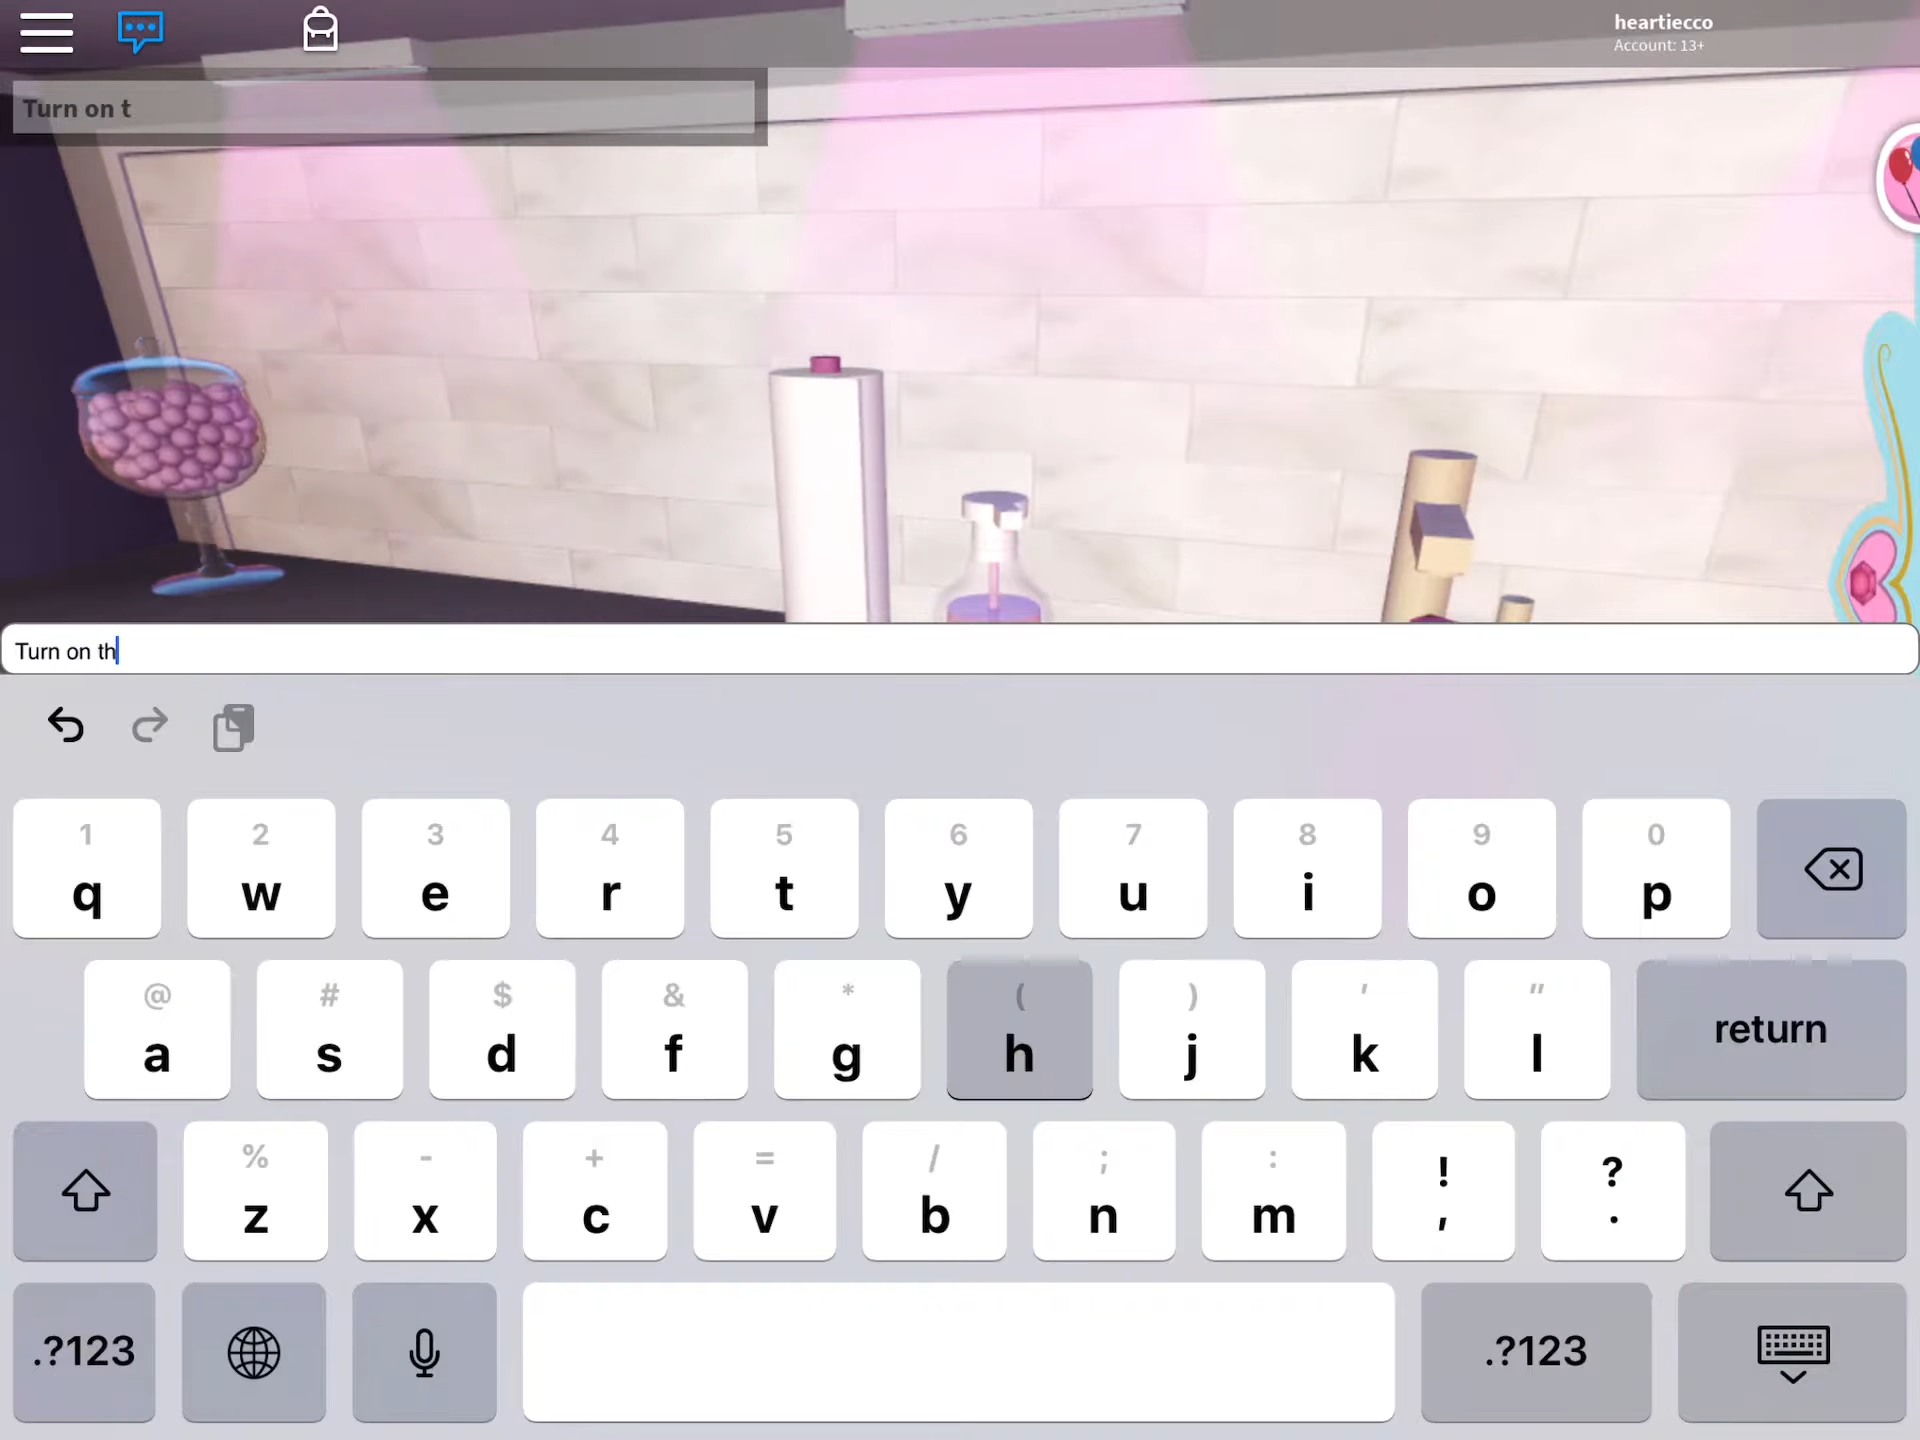 heartiecco
Account: 13+
Turn on t
Turn on th
1 2 3 4 5 6 7 8 9 0
q w e r t y u i o p
@ # $ & * ( ) ' "
a s d f g h j k l return
% - + = / ; : ! ?
z x c v b n m , .
.?123 .?123